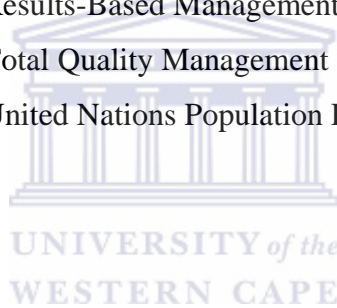 Results-Based Management
Total Quality Management
United Nations Population
UNIVERSITY of the
WESTERN CAPE